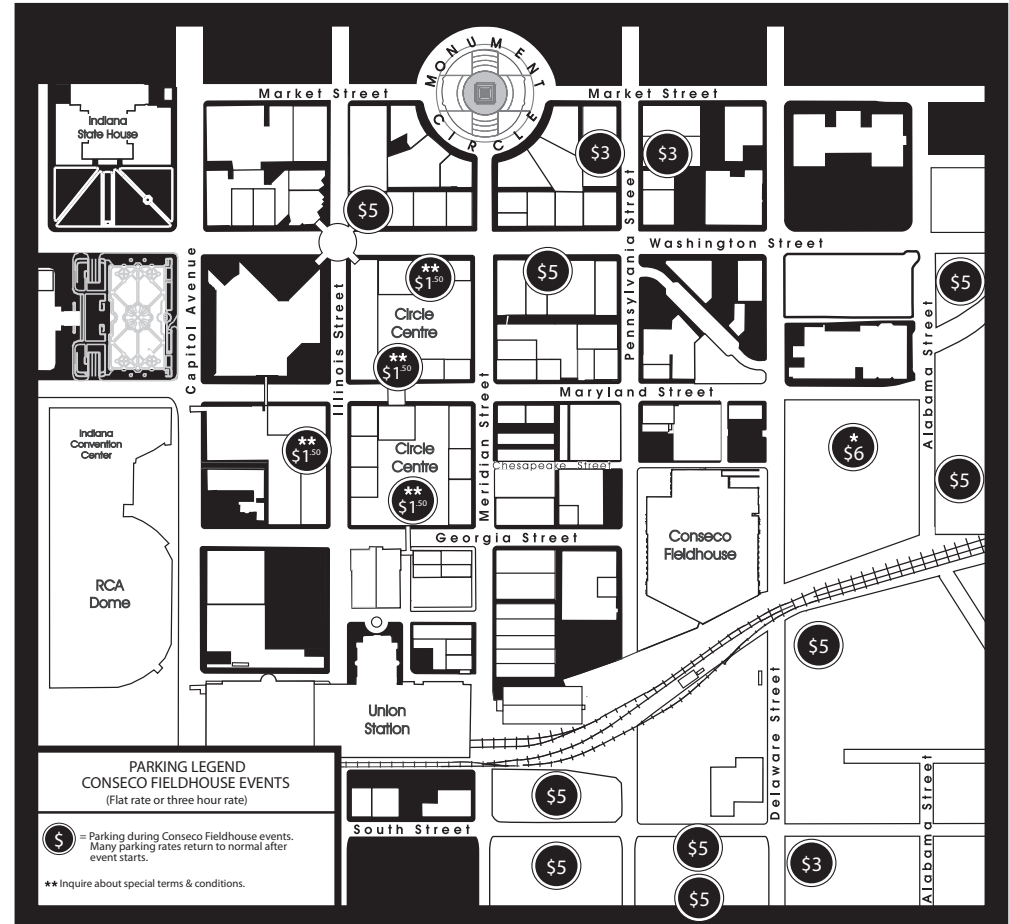 MONUMENT
CIRCLE
Market Street
Market Street
Indiana
State House
$3
$3
$5
Pennsylvania Street
Washington Street
Capitol Avenue
Illinois Street
**
$1.50
Circle
Centre
$5
$5
**
$1.50
Maryland Street
Meridian Street
Alabama Street
Indiana
Convention
Center
**
$1.50
Circle
Centre
**
$1.50
Chesapeake Street
*
$6
$5
Georgia Street
Conseco
Fieldhouse
RCA
Dome
$5
Union
Station
Delaware Street
PARKING LEGEND
CONSECO FIELDHOUSE EVENTS
(Flat rate or three hour rate)
$ = Parking during Conseco Fieldhouse events.
Many parking rates return to normal after
event starts.
** Inquire about special terms & conditions.
$5
South Street
Alabama Street
$5
$5
$3
$5